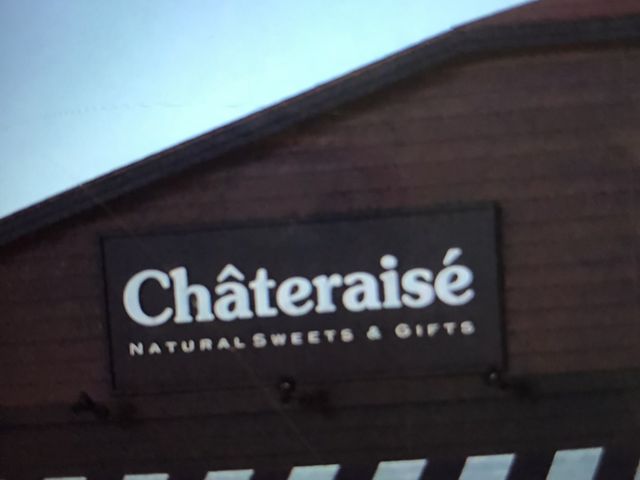 Châteraisé
NATURAL SWEETS & GIFTS